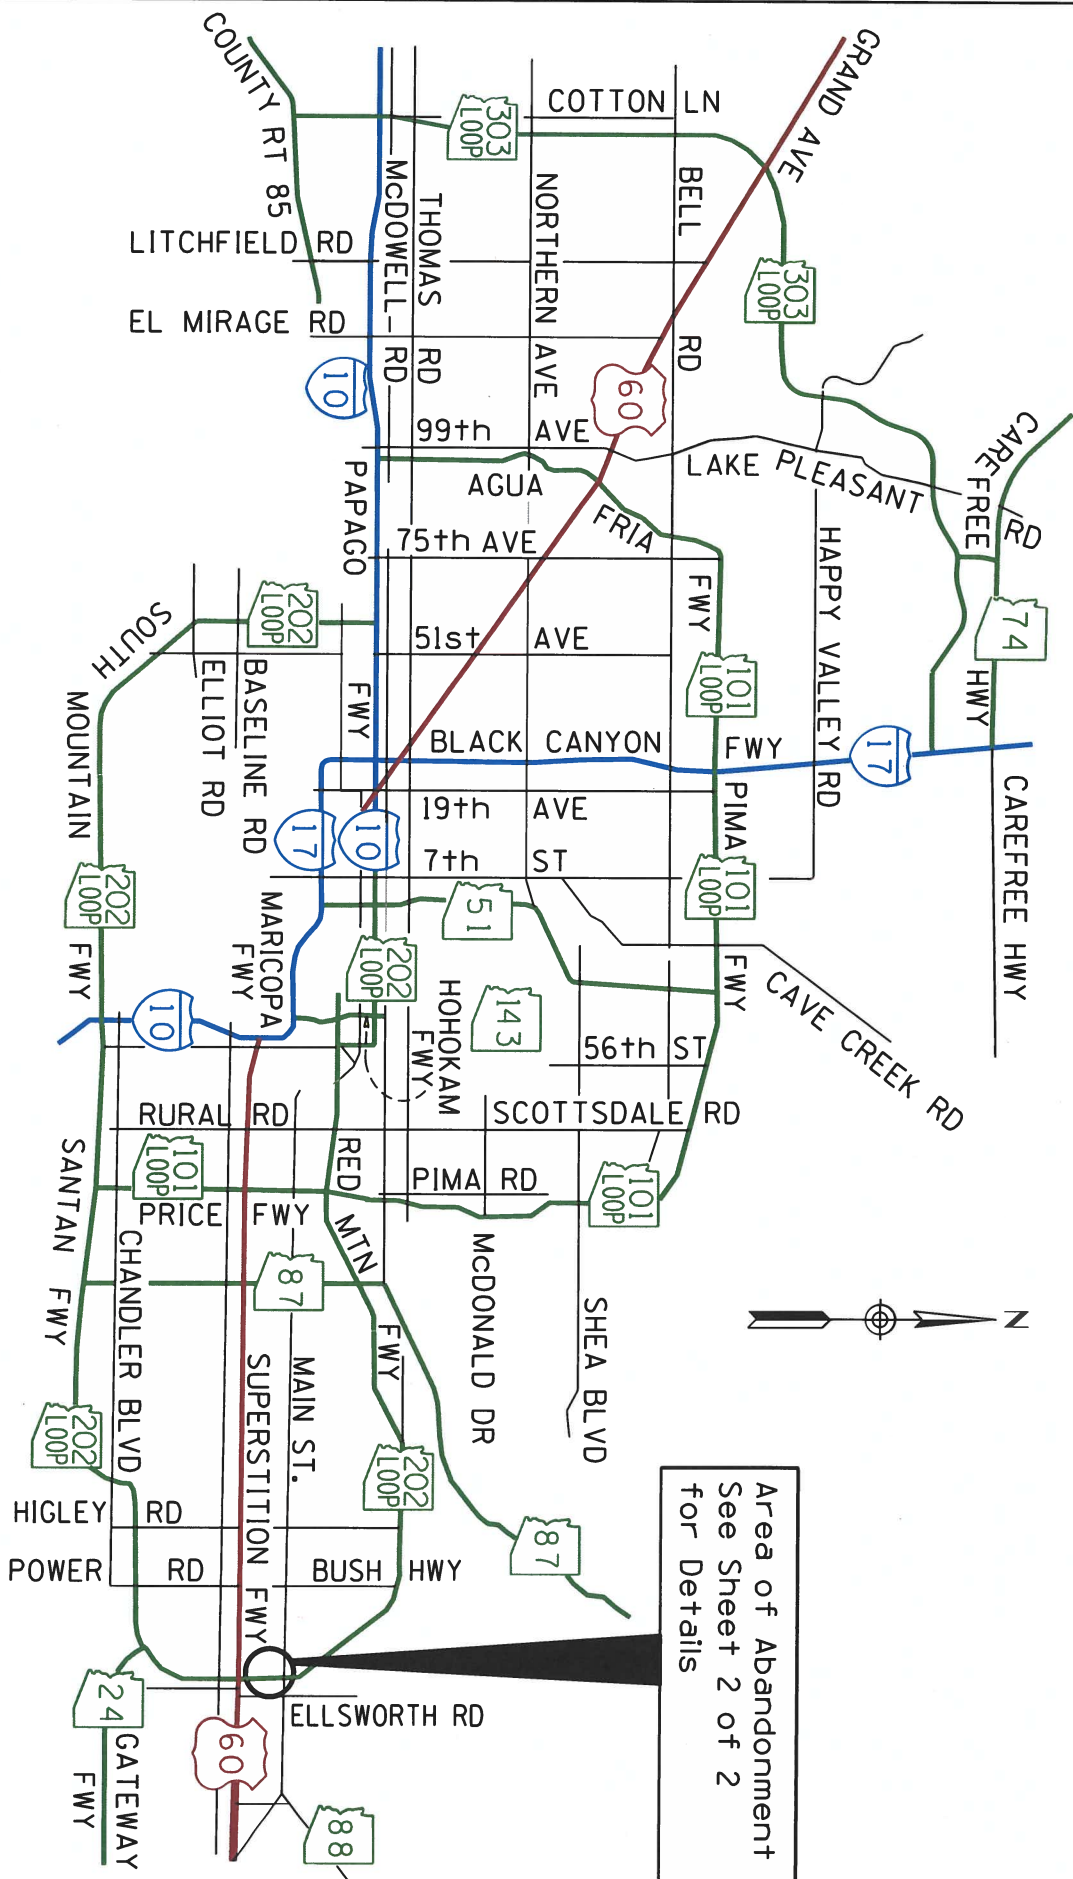 COUNTY RT 85
GRAND AVE
COTTON LN
303
LOOP
McDOWELL RD
THOMAS RD
NORTHERN AVE
BELL RD
LITCHFIELD RD
303
LOOP
EL MIRAGE RD
10
60
99th AVE
LAKE PLEASANT
CAREFREE RD
AGUA FRIA FWY
PAPAGO FWY
75th AVE
HAPPY VALLEY RD
74
HWY
SOUTH MOUNTAIN FWY
202
LOOP
51st AVE
BASELINE RD
ELLIOT RD
101
LOOP
BLACK CANYON FWY
17
CAREFREE HWY
19th AVE
PIMA FWY
17
10
7th ST
202
LOOP
51
101
LOOP
MARICOPA FWY
202
LOOP
HOHOKAM FWY
143
CAVE CREEK RD
10
56th ST
RURAL RD
SCOTTSDALE RD
SANTAN FWY
101
LOOP
RED MTN FWY
PIMA RD
101
LOOP
PRICE FWY
CHANDLER BLVD
87
McDONALD DR
SHEA BLVD
N
SUPERSTITION FWY
MAIN ST.
202
LOOP
202
LOOP
HIGLEY RD
87
POWER RD
BUSH HWY
Area of Abandonment
See Sheet 2 of 2
for Details
24
GATEWAY FWY
ELLSWORTH RD
60
88